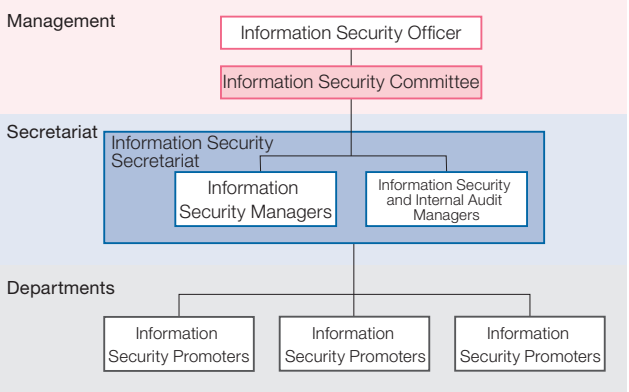 Management
Information Security Officer
Information Security Committee
Secretariat
Information Security
Secretariat
Information
Security Managers
Information Security
and Internal Audit
Managers
Departments
Information
Security Promoters
Information
Security Promoters
Information
Security Promoters